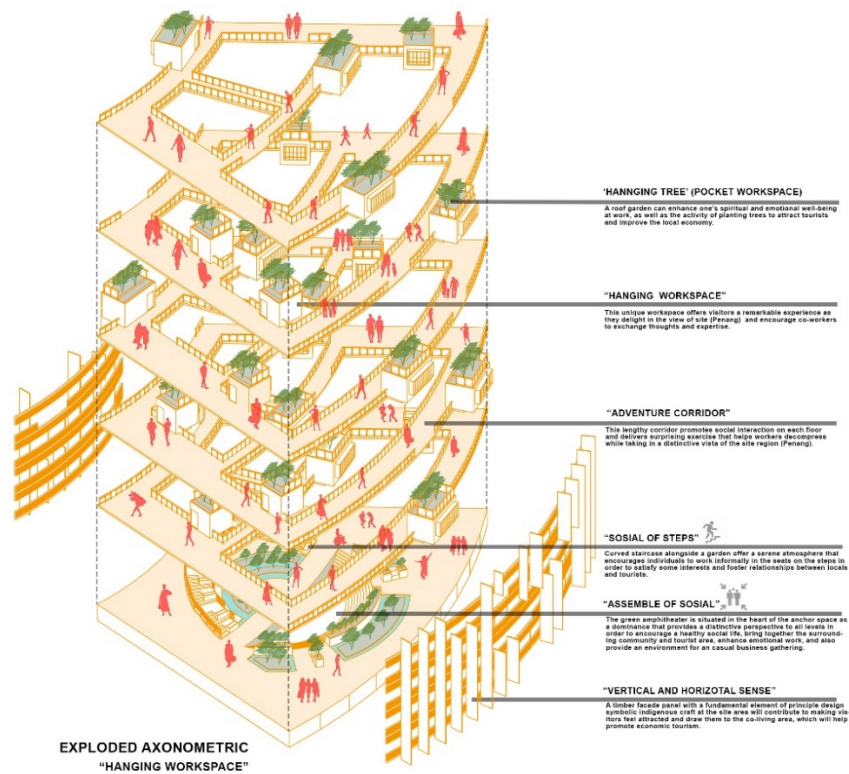 'HANNGING TREE' (POCKET WORKSPACE)
A roof garden can enhance one's spiritual and emotional well-being
at work, as well as the activity of planting trees to attract tourists
and improve the local economy.
"HANGING WORKSPACE"
This unique workspace offers visitors a remarkable experience as
they delight in the view of site (Penang) and encourage co-workers
to exchange thoughts and expertise.
"ADVENTURE CORRIDOR"
This lengthy corridor promotes social interaction on each floor
and delivers surprising exercise that helps workers decompress
while taking in a distinctive vista of the site region (Penang).
"SOSIAL OF STEPS"
Curved staircase alongside a garden offer a serene atmosphere that
encourages individuals to work informally in the seats on the steps in
order to satisfy some interests and foster relationships between locals
and tourists.
"ASSEMBLE OF SOSIAL"
The green amphitheater is situated in the heart of the anchor space as
a dominance that provides a distinctive perspective to all levels in
order to encourage a healthy social life, bring together the surround-
ing community and tourist area, enhance emotional work, and also
provide an environment for an casual business gathering.
"VERTICAL AND HORIZOTAL SENSE"
A timber facade panel with a fundamental element of principle design
symbolic indigenous craft at the site area will contribute to making vis-
itors feel attracted and draw them to the co-living area, which will help
promote economic tourism.
EXPLODED AXONOMETRIC
"HANGING WORKSPACE"